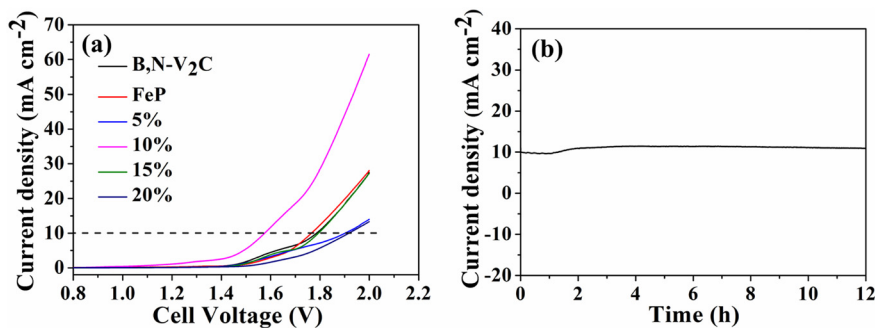 (a)
Current density (mA cm-2)
70
60
50
40
30
20
10
0
B,N-V2C
FeP
5%
10%
15%
20%
0.8 1.0 1.2 1.4 1.6 1.8 2.0 2.2
Cell Voltage (V)
(b)
Current density (mA cm-2)
40
30
20
10
0
-10
-20
0 2 4 6 8 10 12
Time (h)